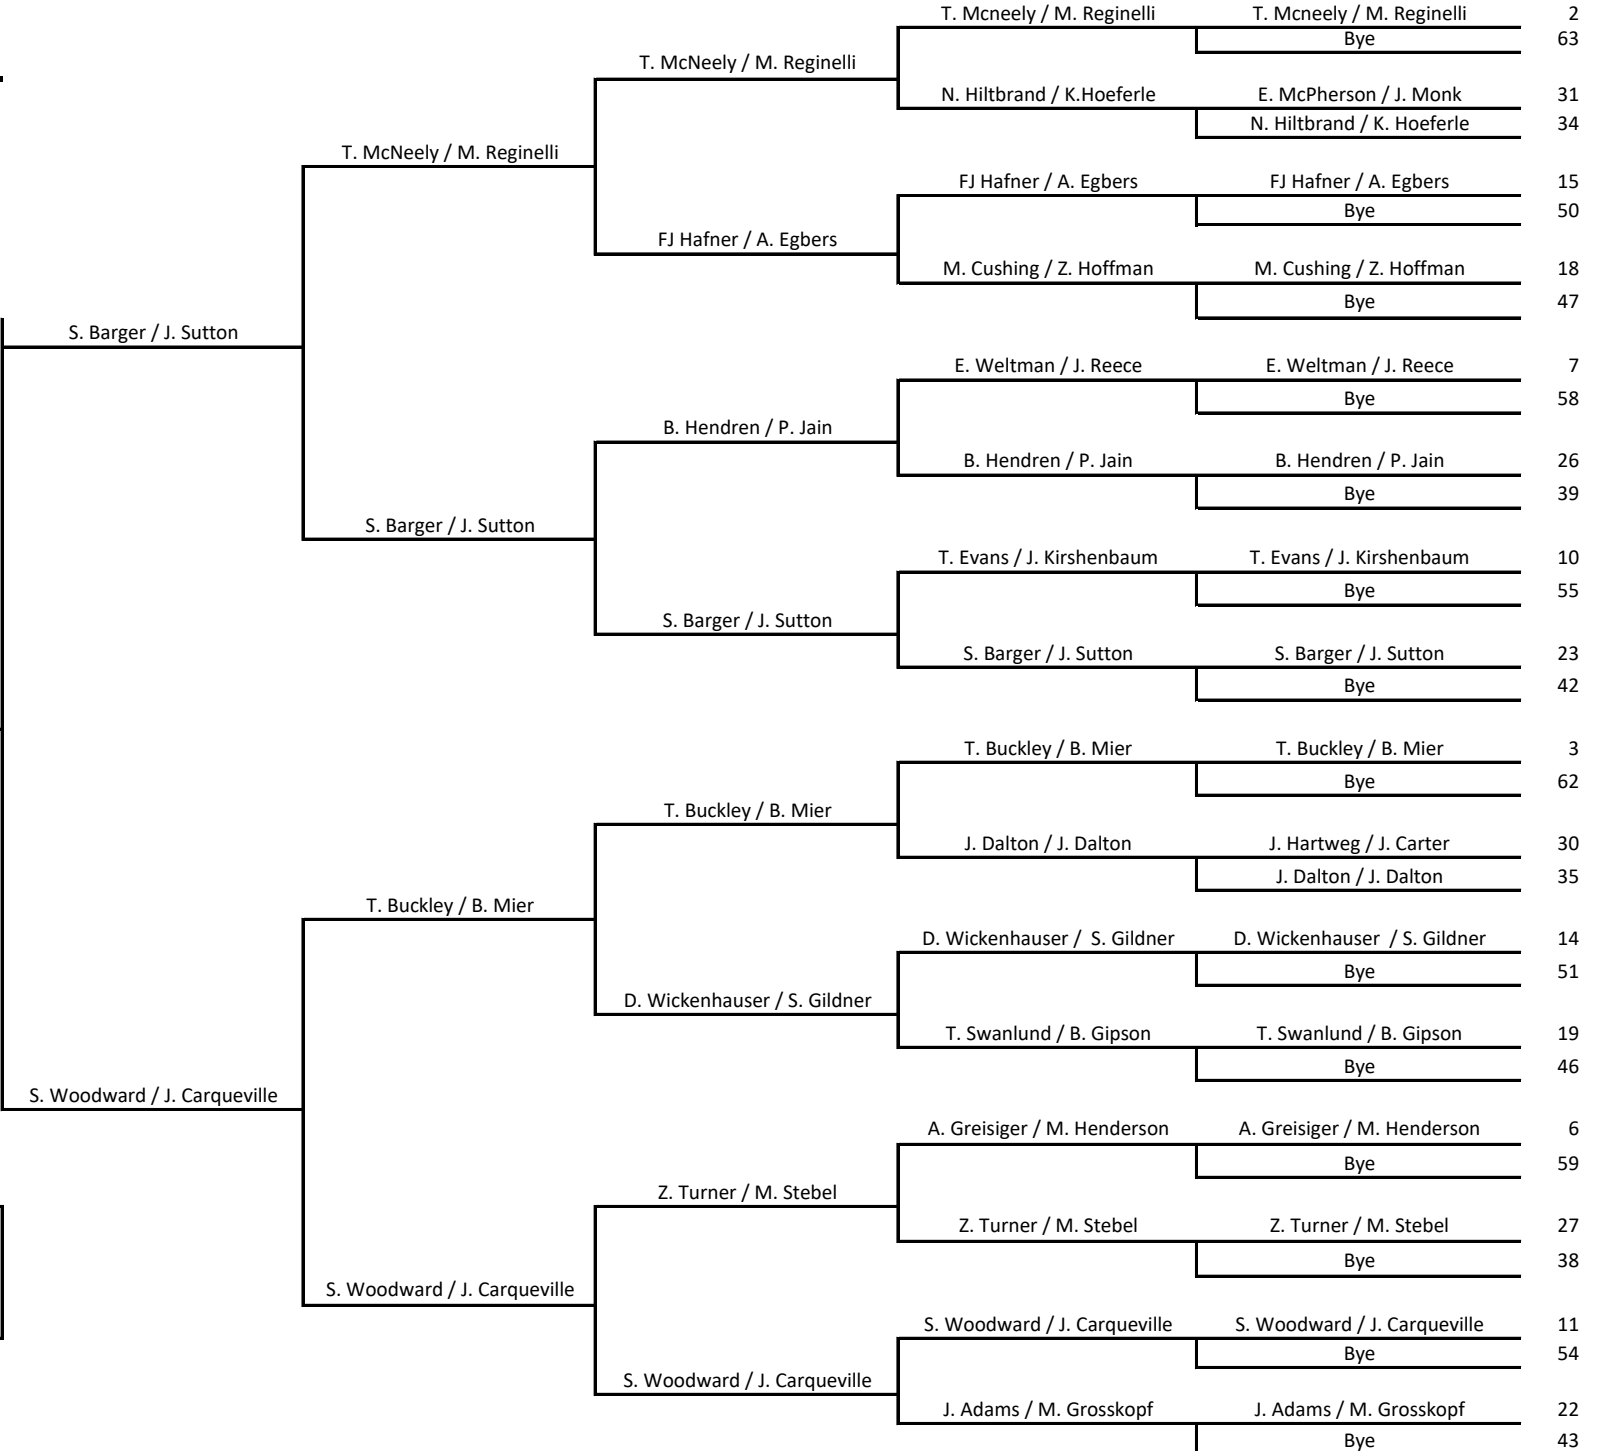 T. Mcneely / M. Reginelli T. Mcneely / M. Reginelli 2
Bye 63
T. McNeely / M. Reginelli
N. Hiltbrand / K.Hoeferle E. McPherson / J. Monk 31
N. Hiltbrand / K. Hoeferle 34
T. McNeely / M. Reginelli
FJ Hafner / A. Egbers FJ Hafner / A. Egbers 15
Bye 50
FJ Hafner / A. Egbers
M. Cushing / Z. Hoffman M. Cushing / Z. Hoffman 18
Bye 47
S. Barger / J. Sutton
E. Weltman / J. Reece E. Weltman / J. Reece 7
Bye 58
B. Hendren / P. Jain
B. Hendren / P. Jain B. Hendren / P. Jain 26
Bye 39
S. Barger / J. Sutton
T. Evans / J. Kirshenbaum T. Evans / J. Kirshenbaum 10
Bye 55
S. Barger / J. Sutton
S. Barger / J. Sutton S. Barger / J. Sutton 23
Bye 42
T. Buckley / B. Mier T. Buckley / B. Mier 3
Bye 62
T. Buckley / B. Mier
J. Dalton / J. Dalton J. Hartweg / J. Carter 30
J. Dalton / J. Dalton 35
T. Buckley / B. Mier
D. Wickenhauser / S. Gildner D. Wickenhauser / S. Gildner 14
Bye 51
D. Wickenhauser / S. Gildner
T. Swanlund / B. Gipson T. Swanlund / B. Gipson 19
Bye 46
S. Woodward / J. Carqueville
A. Greisiger / M. Henderson A. Greisiger / M. Henderson 6
Bye 59
Z. Turner / M. Stebel
Z. Turner / M. Stebel Z. Turner / M. Stebel 27
Bye 38
S. Woodward / J. Carqueville
S. Woodward / J. Carqueville S. Woodward / J. Carqueville 11
Bye 54
S. Woodward / J. Carqueville
J. Adams / M. Grosskopf J. Adams / M. Grosskopf 22
Bye 43